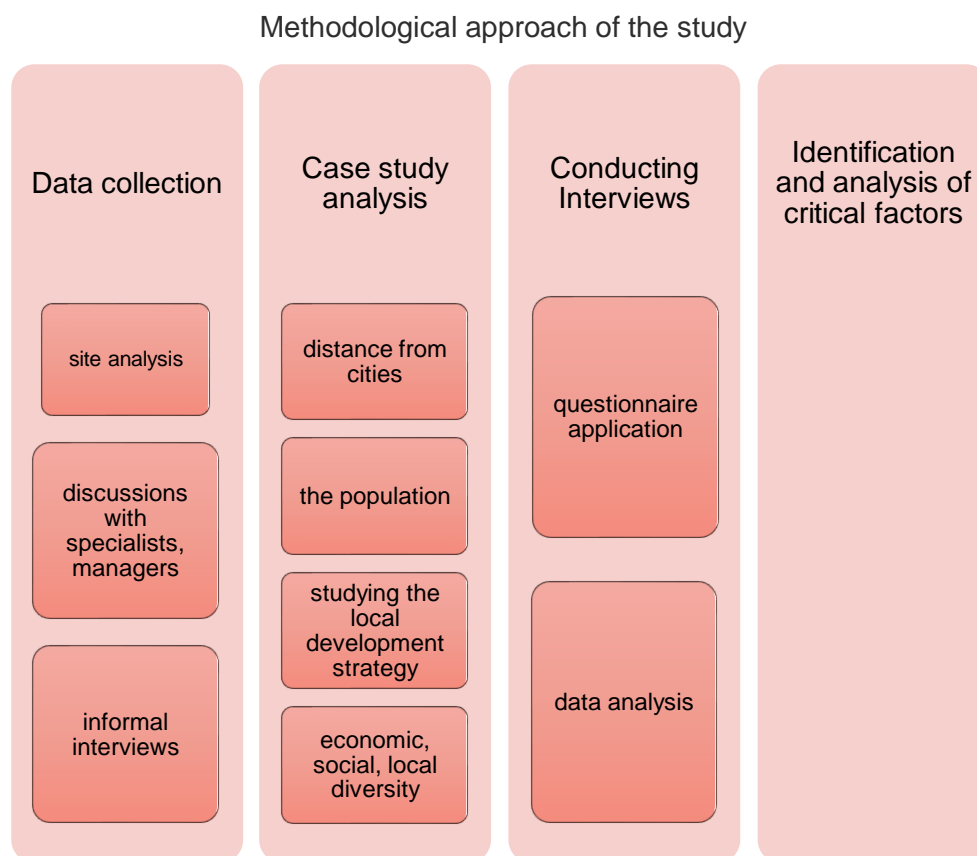 Methodological approach of the study
Data collection
site analysis
discussions
with
specialists,
managers
informal
interviews
Case study
analysis
distance from
cities
the population
studying the
local
development
strategy
economic,
social, local
diversity
Conducting
Interviews
questionnaire
application
data analysis
Identification
and analysis of
critical factors